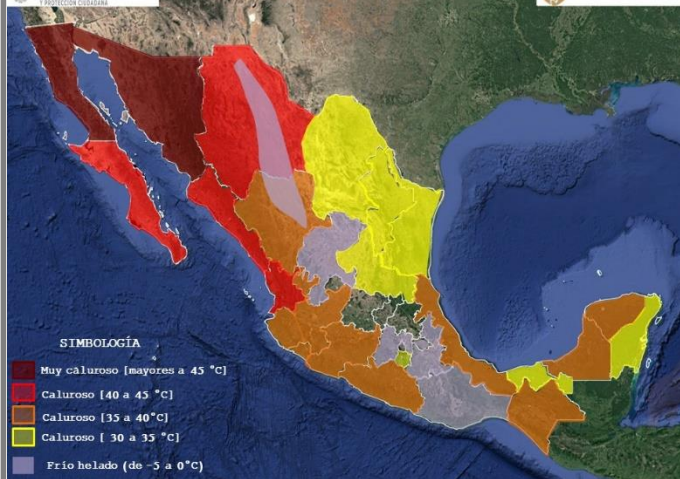 Y PROTECCIÓN CIUDADANA
SIMBOLOGÍA
Muy caluroso [mayores a 45 °C]
Caluroso [40 a 45 °C]
Caluroso [35 a 40°C]
Caluroso [ 30 a 35 °C]
Frío helado (de -5 a 0°C)